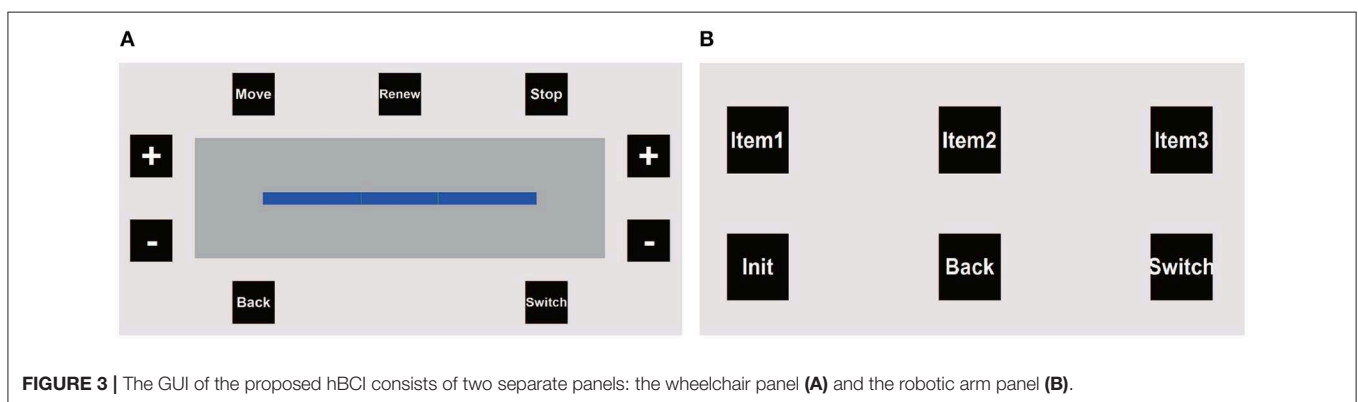 A
Move Renew Stop
+ +
- -
Back Switch
B
Item1 Item2 Item3
Init Back Switch
FIGURE 3 | The GUI of the proposed hBCI consists of two separate panels: the wheelchair panel (A) and the robotic arm panel (B).